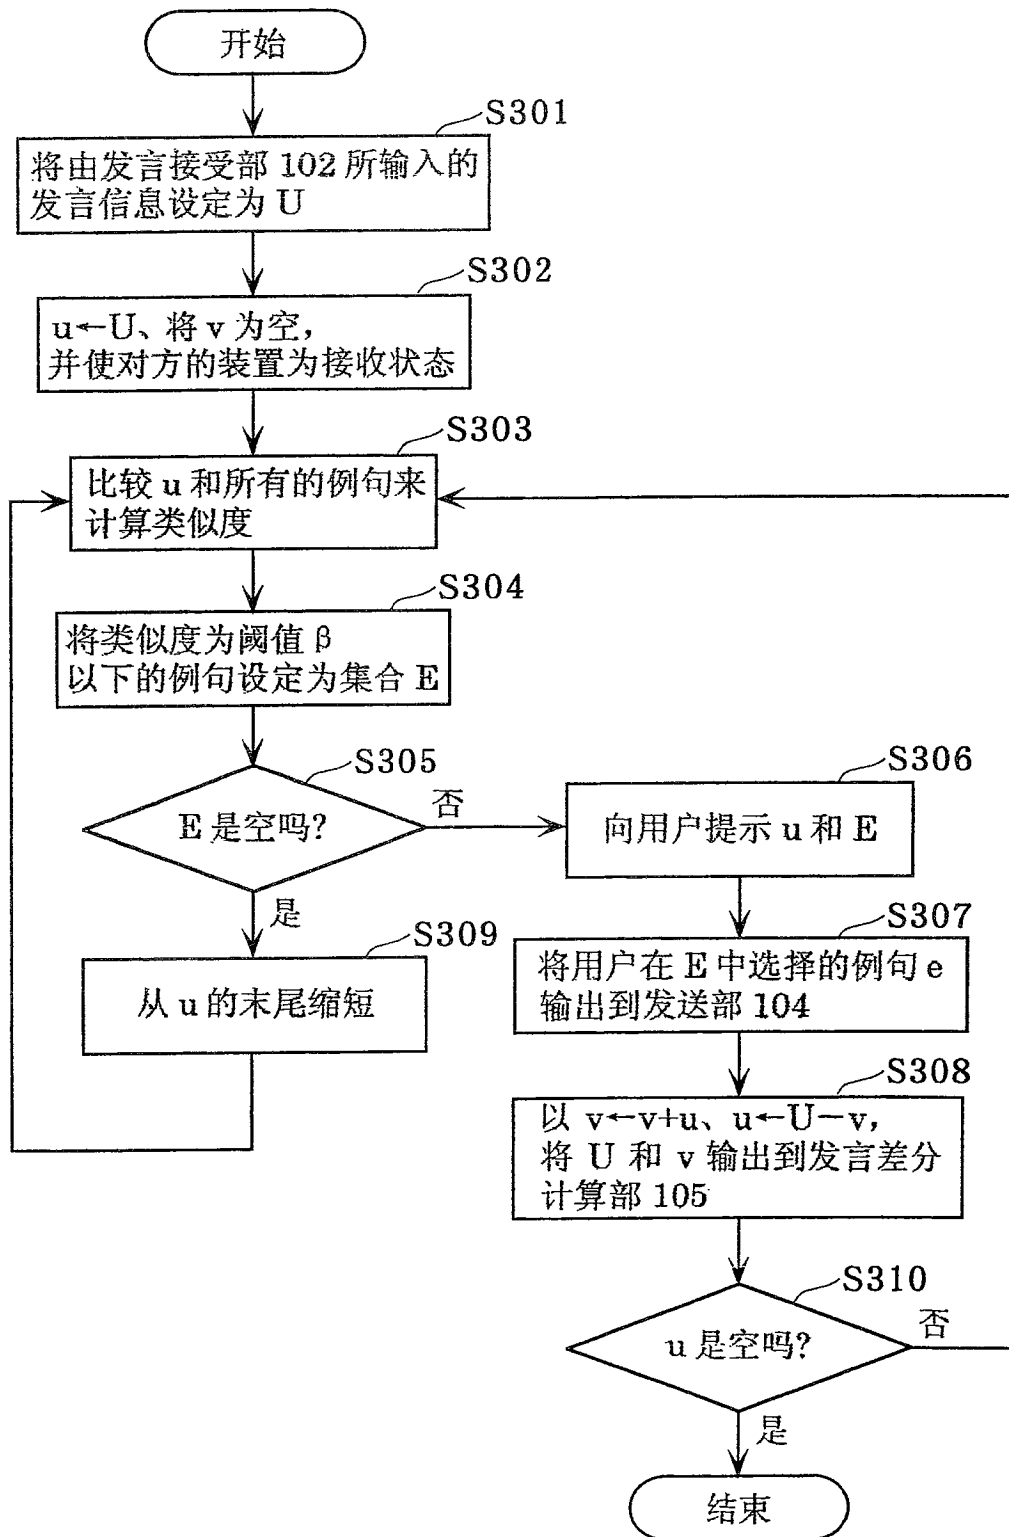 开始
S301
将由发言接受部 102 所输入的
发言信息设定为 U
S302
u←U、将 v 为空,
并使对方的装置为接收状态
S303
比较 u 和所有的例句来
计算类似度
S304
将类似度为阈值 β
以下的例句设定为集合 E
S305
E 是空吗?
否
是
S306
向用户提示 u 和 E
S307
将用户在 E 中选择的例句 e
输出到发送部 104
S309
从 u 的末尾缩短
S308
以 v←v+u、u←U−v,
将 U 和 v 输出到发言差分
计算部 105
S310
u 是空吗?
否
是
结束